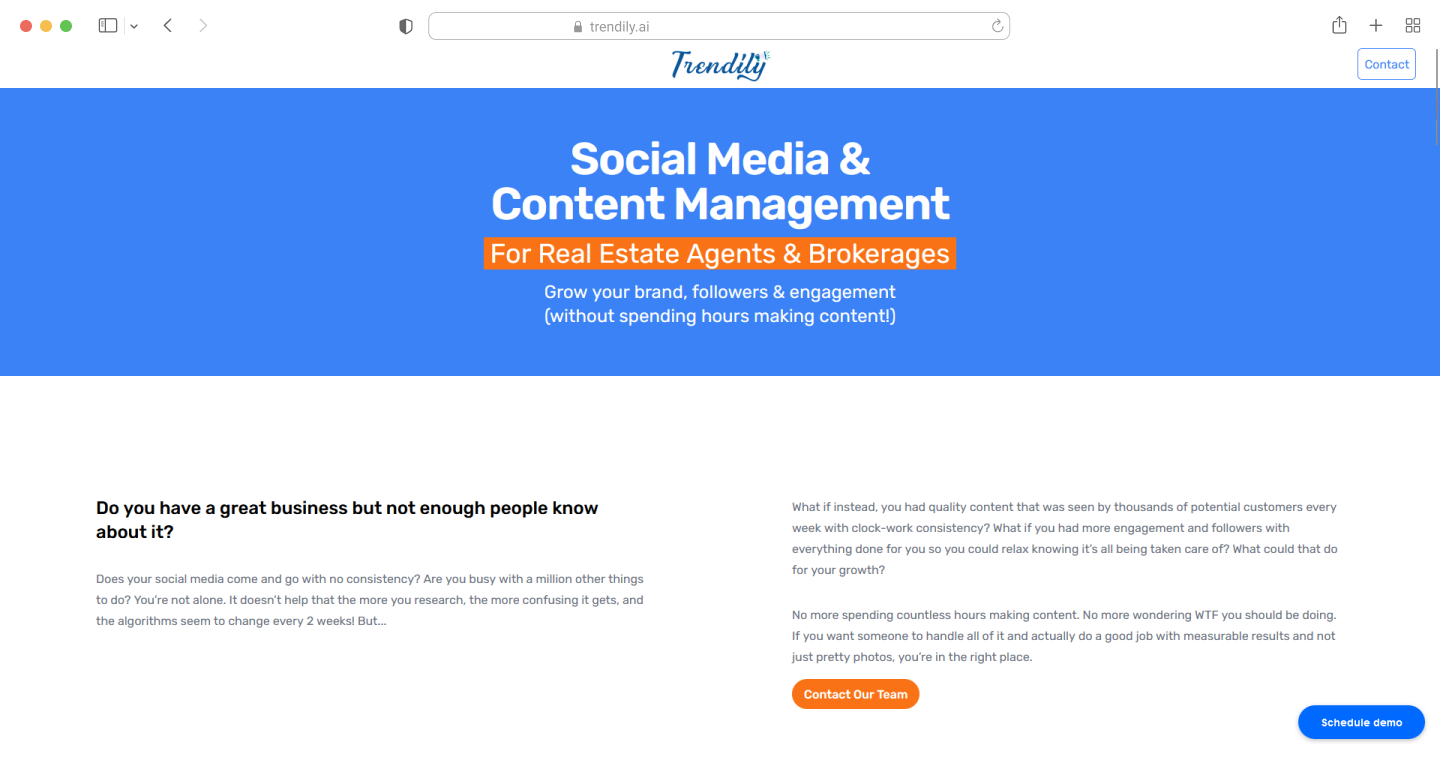 trendily.ai
Trendily
Contact
Social Media &
Content Management
For Real Estate Agents & Brokerages
Grow your brand, followers & engagement
(without spending hours making content!)
Do you have a great business but not enough people know
about it?
Does your social media come and go with no consistency? Are you busy with a million other things
to do? You're not alone. It doesn't help that the more you research, the more confusing it gets, and
the algorithms seem to change every 2 weeks! But...
What if instead, you had quality content that was seen by thousands of potential customers every
week with clock-work consistency? What if you had more engagement and followers with
everything done for you so you could relax knowing it's all being taken care of? What could that do
for your growth?
No more spending countless hours making content. No more wondering WTF you should be doing.
If you want someone to handle all of it and actually do a good job with measurable results and not
just pretty photos, you're in the right place.
Contact Our Team
Schedule demo